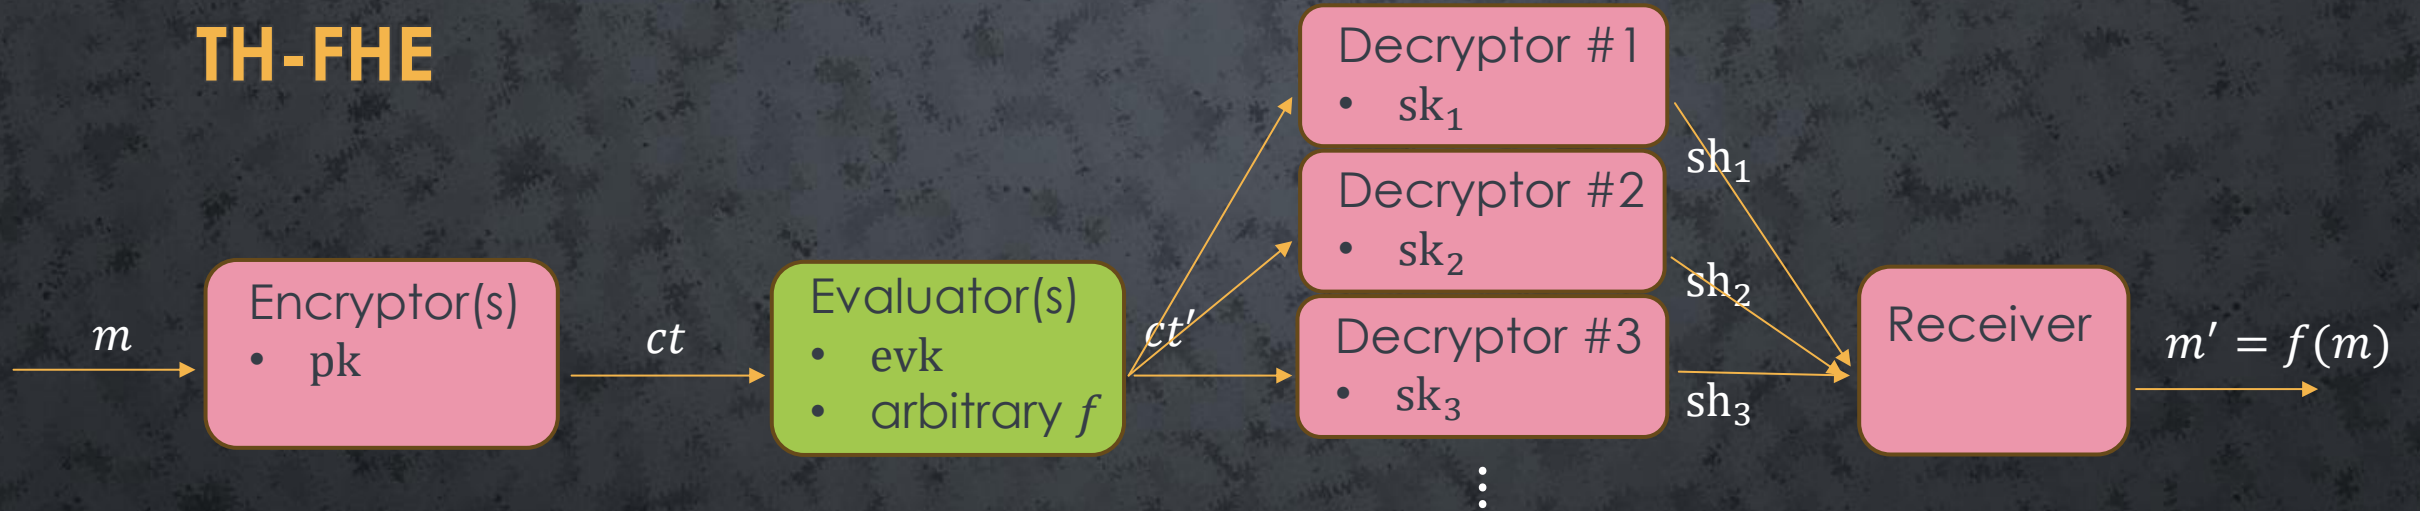 TH-FHE
m
Encryptor(s)
• pk
ct
Evaluator(s)
• evk
• arbitrary f
ct′
Decryptor #1
• sk₁
Decryptor #2
• sk₂
Decryptor #3
• sk₃
⋮
sh₁
sh₂
sh₃
Receiver
m′ = f(m)